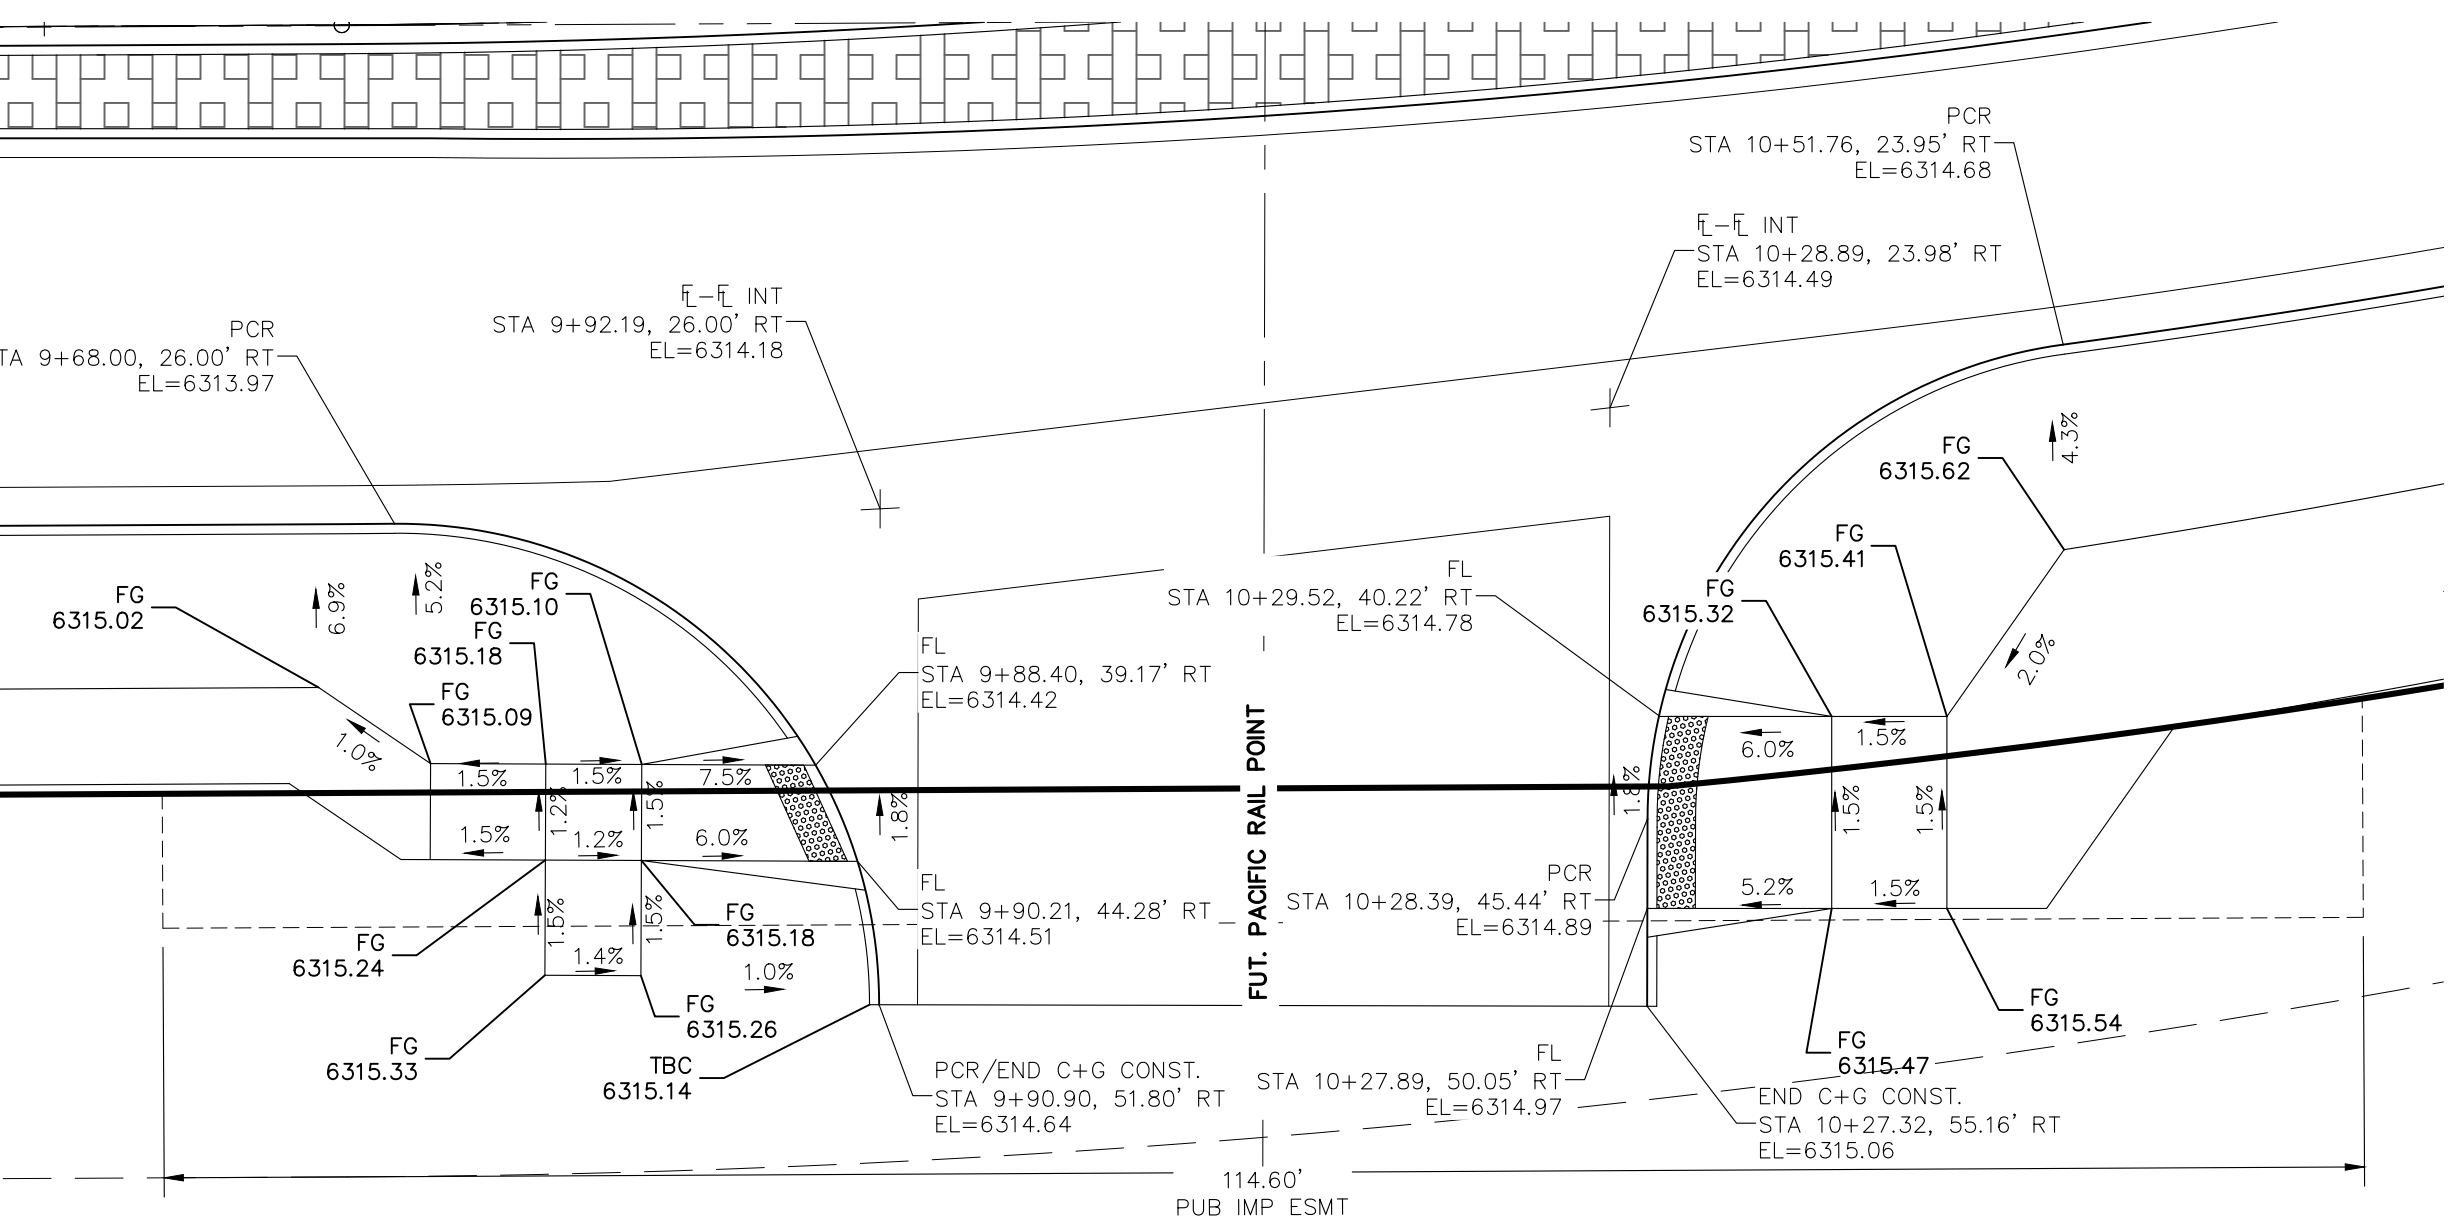 PCR
STA 10+51.76, 23.95' RT
EL=6314.68
FL-FL INT
STA 10+28.89, 23.98' RT
EL=6314.49
FL-FL INT
STA 9+92.19, 26.00' RT
EL=6314.18
PCR
TA 9+68.00, 26.00' RT
EL=6313.97
4.3%
FG
6315.62
FG
6315.41
FG
6315.32
FL
STA 10+29.52, 40.22' RT
EL=6314.78
FG
6315.02
6.9%
5.2%
FG
6315.10
FG
6315.18
FG
6315.09
FL
STA 9+88.40, 39.17' RT
EL=6314.42
2.0%
1.0%
1.5%
1.5%
7.5%
6.0%
1.5%
1.2%
1.5%
1.8%
1.8%
1.5%
1.5%
1.5%
1.2%
6.0%
FUT. PACIFIC RAIL POINT
FL
STA 9+90.21, 44.28' RT
EL=6314.51
PCR
STA 10+28.39, 45.44' RT
EL=6314.89
5.2%
1.5%
1.5%
1.5%
FG
6315.18
FG
6315.24
1.4%
1.0%
FG
6315.26
FG
6315.33
TBC
6315.14
PCR/END C+G CONST.
STA 9+90.90, 51.80' RT
EL=6314.64
FL
STA 10+27.89, 50.05' RT
EL=6314.97
FG
6315.54
FG
6315.47
END C+G CONST.
STA 10+27.32, 55.16' RT
EL=6315.06
114.60'
PUB IMP ESMT